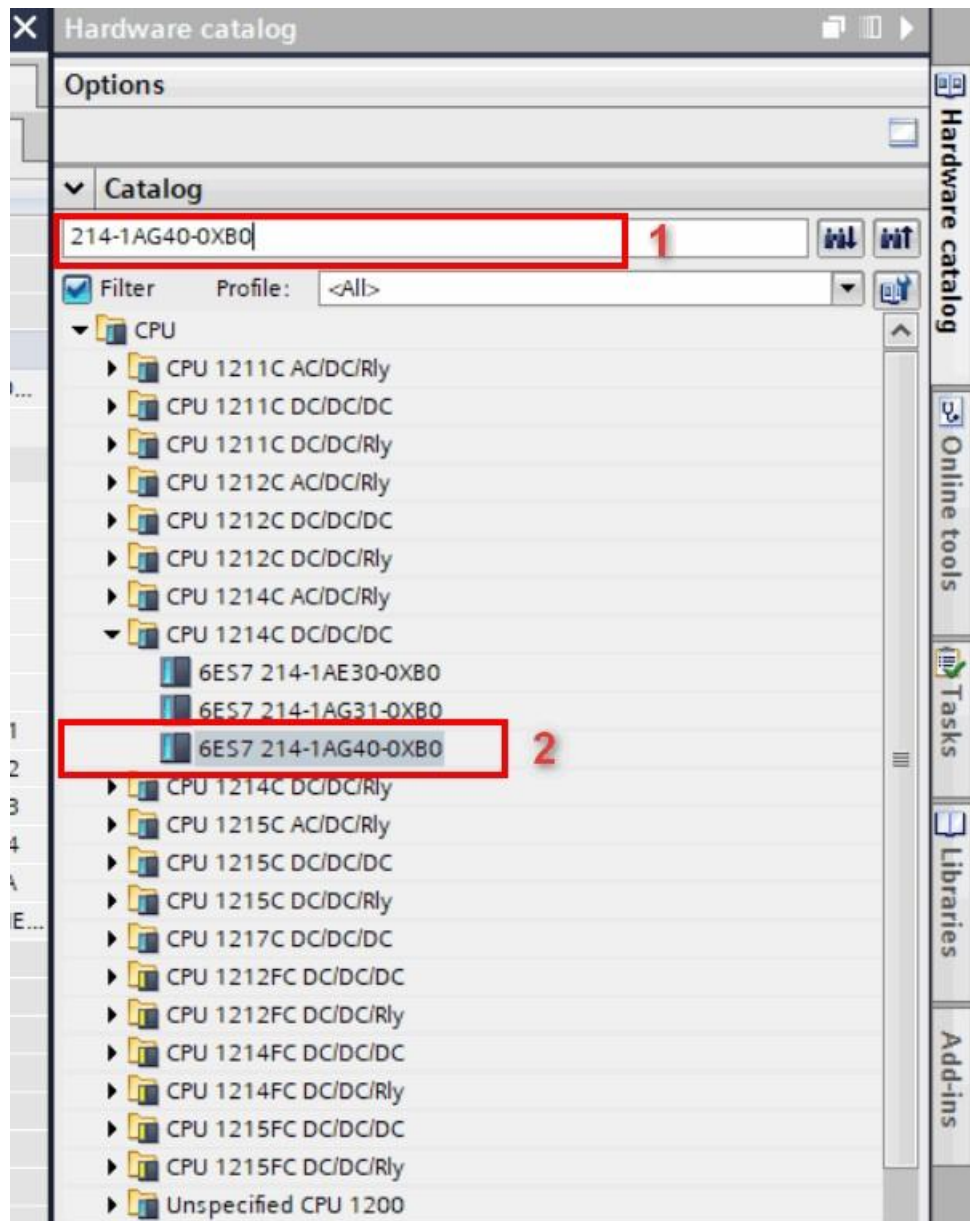 Hardware catalog
Options
Catalog
214-1AG40-0XB0
1
Filter Profile: <All>
CPU
CPU 1211C AC/DC/Rly
CPU 1211C DC/DC/DC
CPU 1211C DC/DC/Rly
CPU 1212C AC/DC/Rly
CPU 1212C DC/DC/DC
CPU 1212C DC/DC/Rly
CPU 1214C AC/DC/Rly
CPU 1214C DC/DC/DC
6ES7 214-1AE30-0XB0
6ES7 214-1AG31-0XB0
6ES7 214-1AG40-0XB0
2
CPU 1214C DC/DC/Rly
CPU 1215C AC/DC/Rly
CPU 1215C DC/DC/DC
CPU 1215C DC/DC/Rly
CPU 1217C DC/DC/DC
CPU 1212FC DC/DC/DC
CPU 1212FC DC/DC/Rly
CPU 1214FC DC/DC/DC
CPU 1214FC DC/DC/Rly
CPU 1215FC DC/DC/DC
CPU 1215FC DC/DC/Rly
Unspecified CPU 1200
Hardware catalog
Online tools
Tasks
Libraries
Add-ins
1
2
3
4
E...